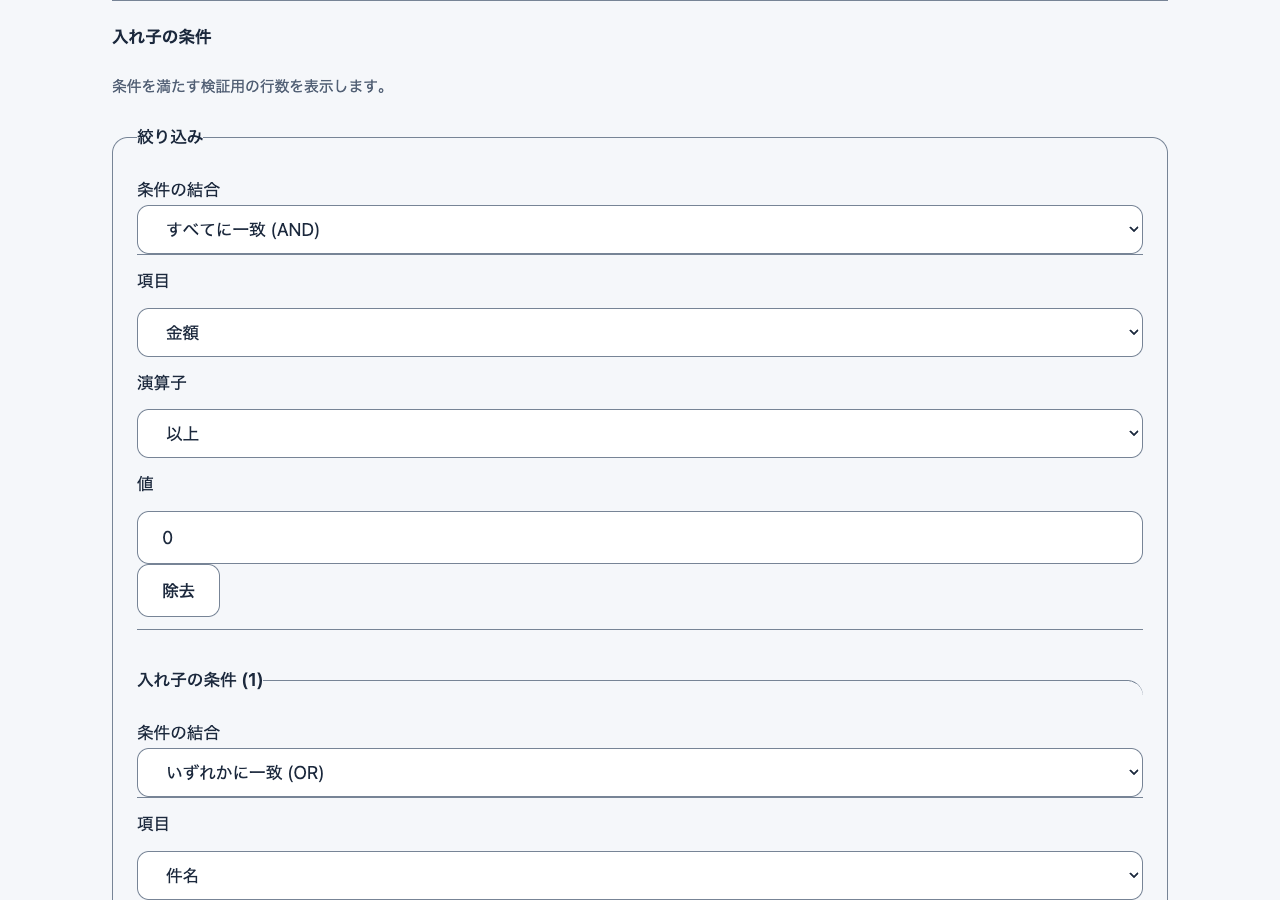 入れ子の条件
条件を満たす検証用の行数を表示します。
絞り込み
条件の結合
すべてに一致 (AND)
項目
金額
演算子
以上
値
0
除去
入れ子の条件 (1)
条件の結合
いずれかに一致 (OR)
項目
件名